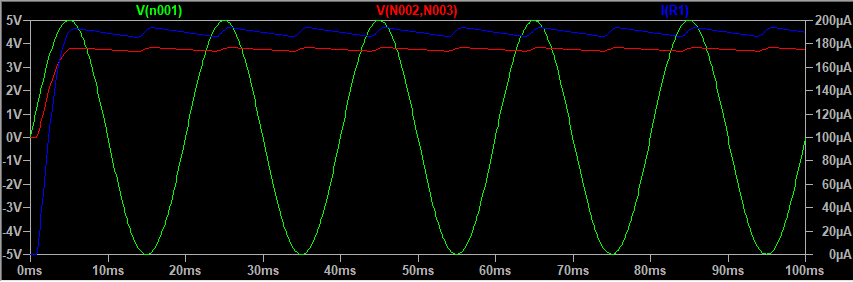 V(n001) V(N002,N003) I(R1)
5V 200µA
4V 180µA
3V 160µA
2V 140µA
1V 120µA
0V 100µA
-1V 80µA
-2V 60µA
-3V 40µA
-4V 20µA
-5V 0µA
0ms 10ms 20ms 30ms 40ms 50ms 60ms 70ms 80ms 90ms 100ms